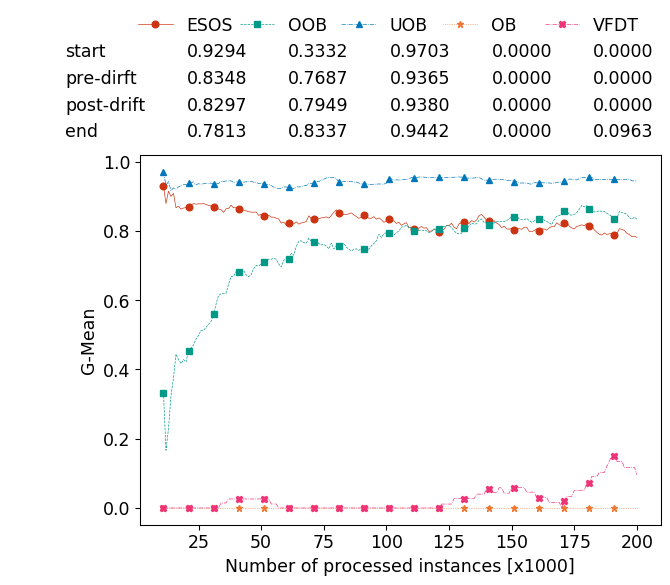 ESOS OOB UOB OB VFDT
start 0.9294 0.3332 0.9703 0.0000 0.0000
pre-dirft 0.8348 0.7687 0.9365 0.0000 0.0000
post-drift 0.8297 0.7949 0.9380 0.0000 0.0000
end 0.7813 0.8337 0.9442 0.0000 0.0963
1.0
0.8
0.6
0.4
0.2
0.0
G-Mean
25 50 75 100 125 150 175 200
Number of processed instances [x1000]